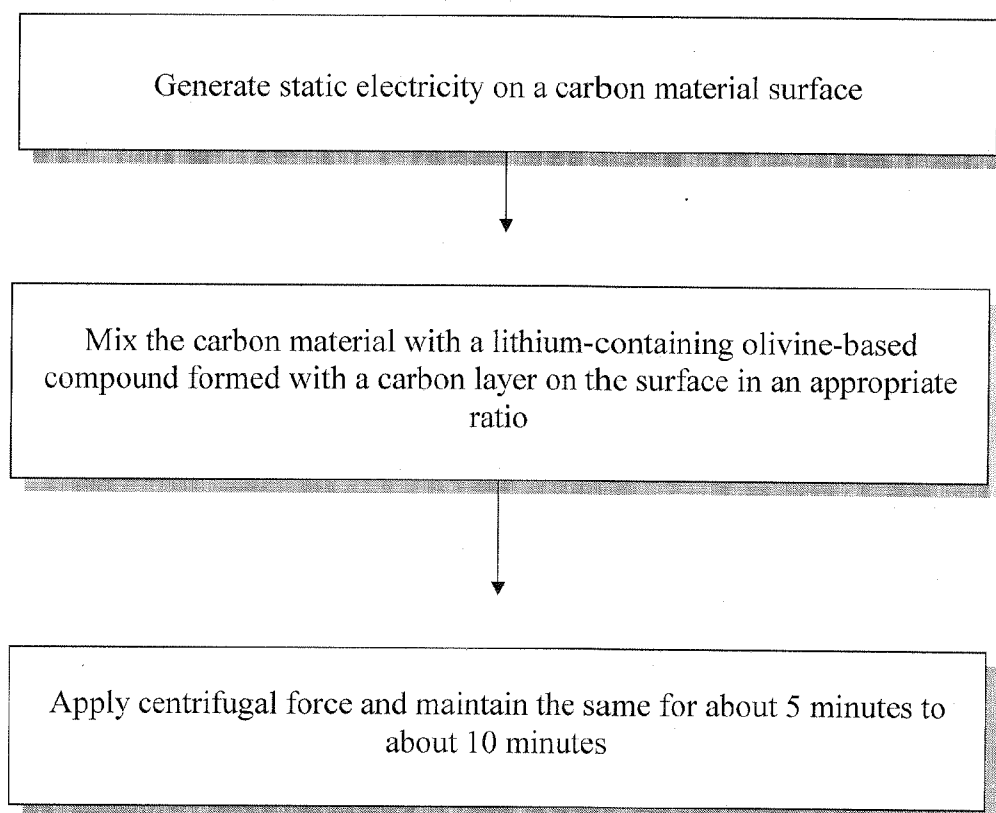 Generate static electricity on a carbon material surface
Mix the carbon material with a lithium-containing olivine-based
compound formed with a carbon layer on the surface in an appropriate
ratio
Apply centrifugal force and maintain the same for about 5 minutes to
about 10 minutes